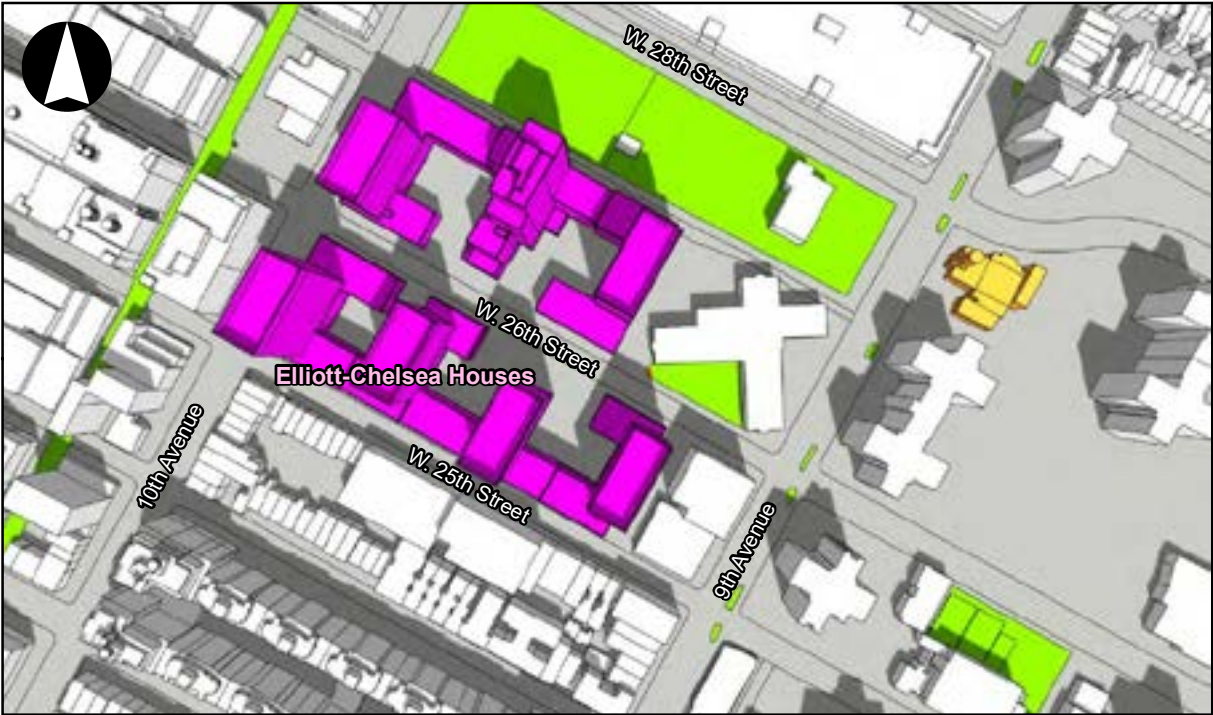 W. 28th Street
W. 26th Street
Elliott-Chelsea Houses
10th Avenue
W. 25th Street
9th Avenue